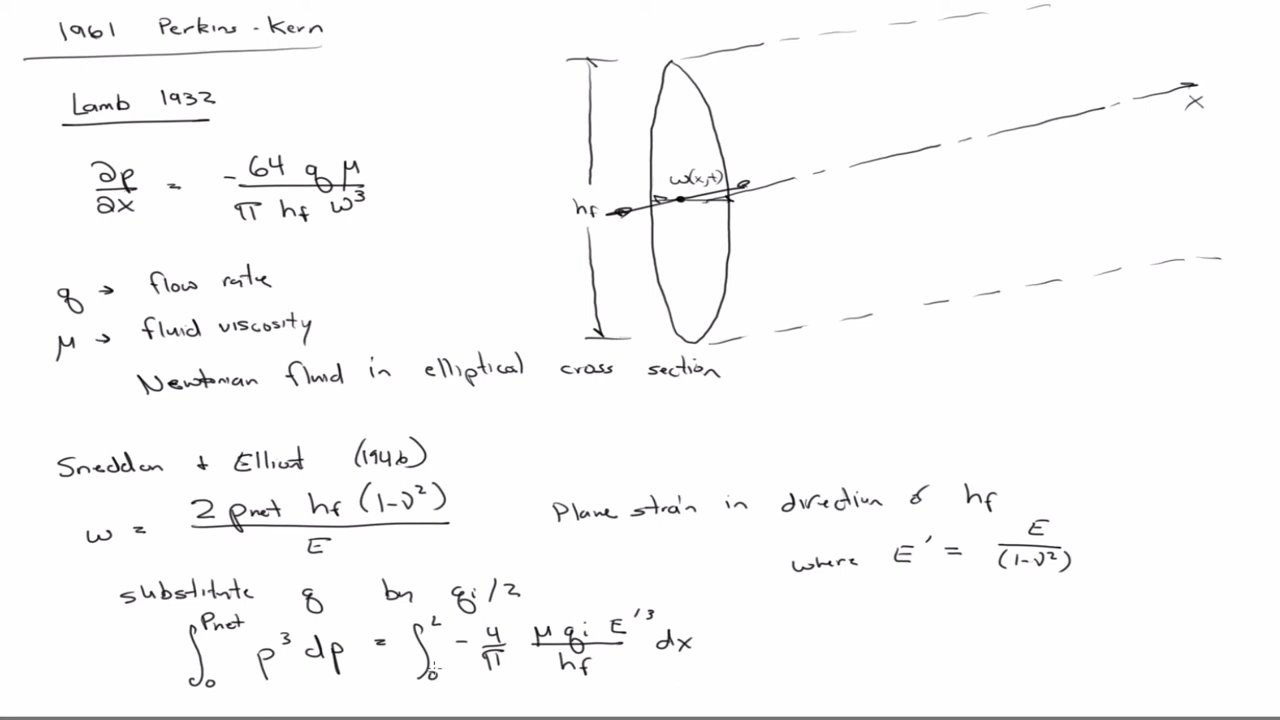 1961 Perkins-Kern
Lamb 1932
∂p/∂x = -64 q μ / π hf w³
x
w(x,t)
hf
q → flow rate
μ → fluid viscosity
Newtonian fluid in elliptical cross section
Sneddon + Elliot (1946)
w = 2 pnet hf (1-ν²) / E
Plane strain in direction of hf
where E' = E / (1-ν²)
substitute q by qi/2
∫₀^Pnet p³ dp = ∫₀^L - 4/π μ qi E'³ / hf dx